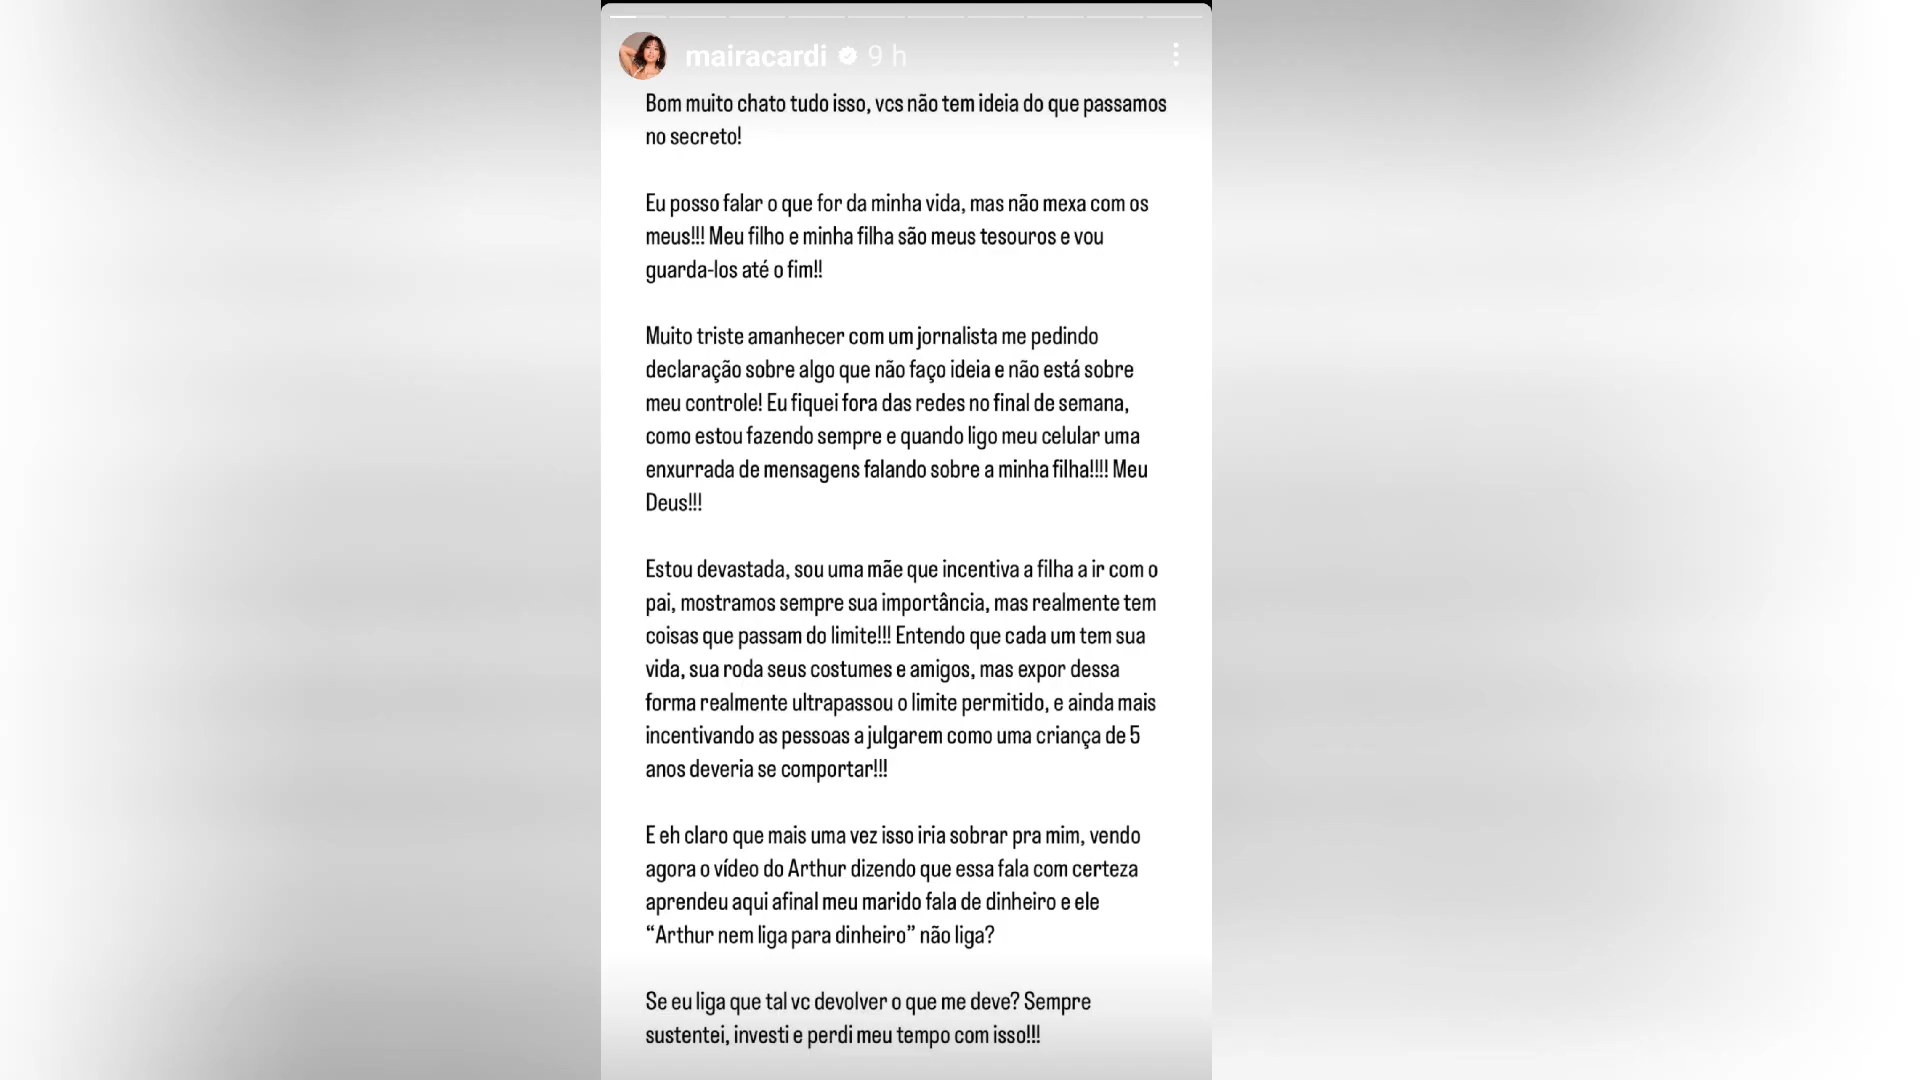 mairacardi 9 h
Bom muito chato tudo isso, vcs não tem ideia do que passamos
no secreto!
Eu posso falar o que for da minha vida, mas não mexa com os
meus!!! Meu filho e minha filha são meus tesouros e vou
guarda-los até o fim!!
Muito triste amanhecer com um jornalista me pedindo
declaração sobre algo que não faço ideia e não está sobre
meu controle! Eu fiquei fora das redes no final de semana,
como estou fazendo sempre e quando ligo meu celular uma
enxurrada de mensagens falando sobre a minha filha!!!! Meu
Deus!!!
Estou devastada, sou uma mãe que incentiva a filha a ir com o
pai, mostramos sempre sua importância, mas realmente tem
coisas que passam do limite!!! Entendo que cada um tem sua
vida, sua roda seus costumes e amigos, mas expor dessa
forma realmente ultrapassou o limite permitido, e ainda mais
incentivando as pessoas a julgarem como uma criança de 5
anos deveria se comportar!!!
E eh claro que mais uma vez isso iria sobrar pra mim, vendo
agora o vídeo do Arthur dizendo que essa fala com certeza
aprendeu aqui afinal meu marido fala de dinheiro e ele
“Arthur nem liga para dinheiro” não liga?
Se eu liga que tal vc devolver o que me deve? Sempre
sustentei, investi e perdi meu tempo com isso!!!